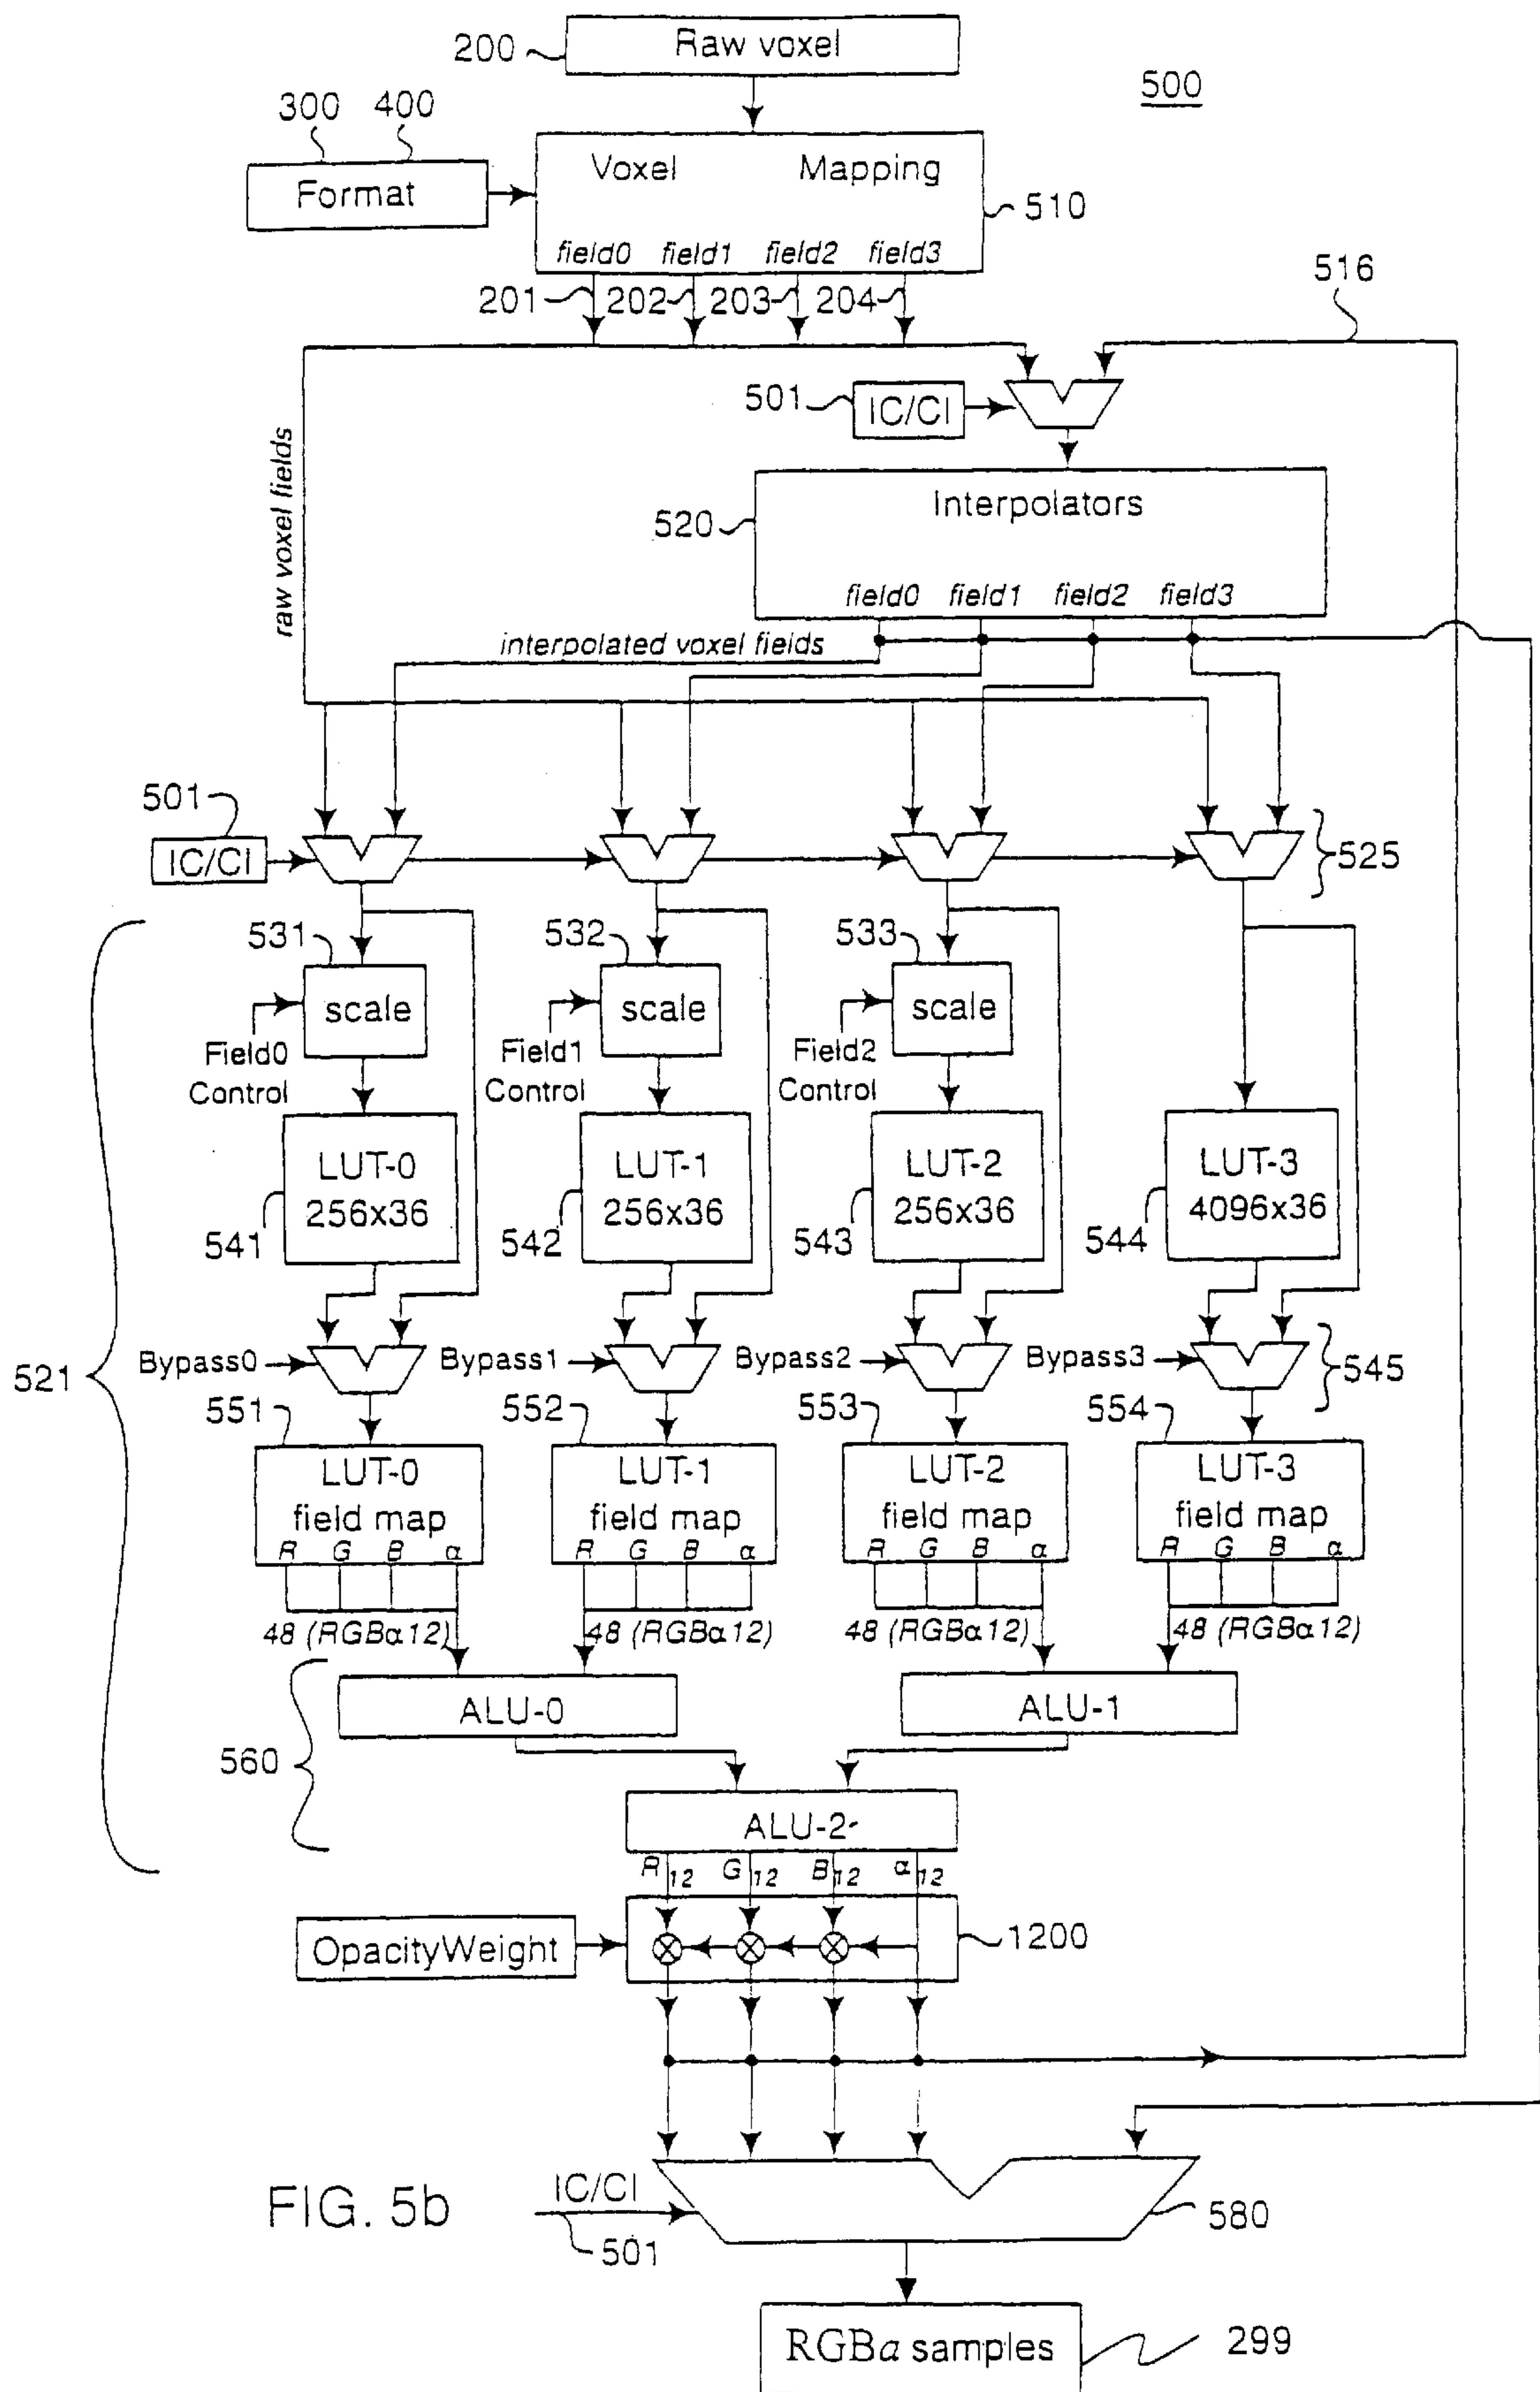 Raw voxel
200
500
300 400
Format
Voxel Mapping
510
field0 field1 field2 field3
201 202 203 204
516
501
IC/CI
raw voxel fields
Interpolators
520
field0 field1 field2 field3
interpolated voxel fields
501
IC/CI
525
531 532 533
scale scale scale
Field0 Control
Field1 Control
Field2 Control
LUT-0 256x36
LUT-1 256x36
LUT-2 256x36
LUT-3 4096x36
541 542 543 544
521
Bypass0 Bypass1 Bypass2 Bypass3
545
551 552 553 554
LUT-0 field map
LUT-1 field map
LUT-2 field map
LUT-3 field map
R G B α R G B α R G B α R G B α
48 (RGBα12) 48 (RGBα12) 48 (RGBα12) 48 (RGBα12)
ALU-0 ALU-1
560
ALU-2
R 12 G 12 B 12 α 12
OpacityWeight
1200
FIG. 5b
IC/CI
501
580
RGBα samples
299